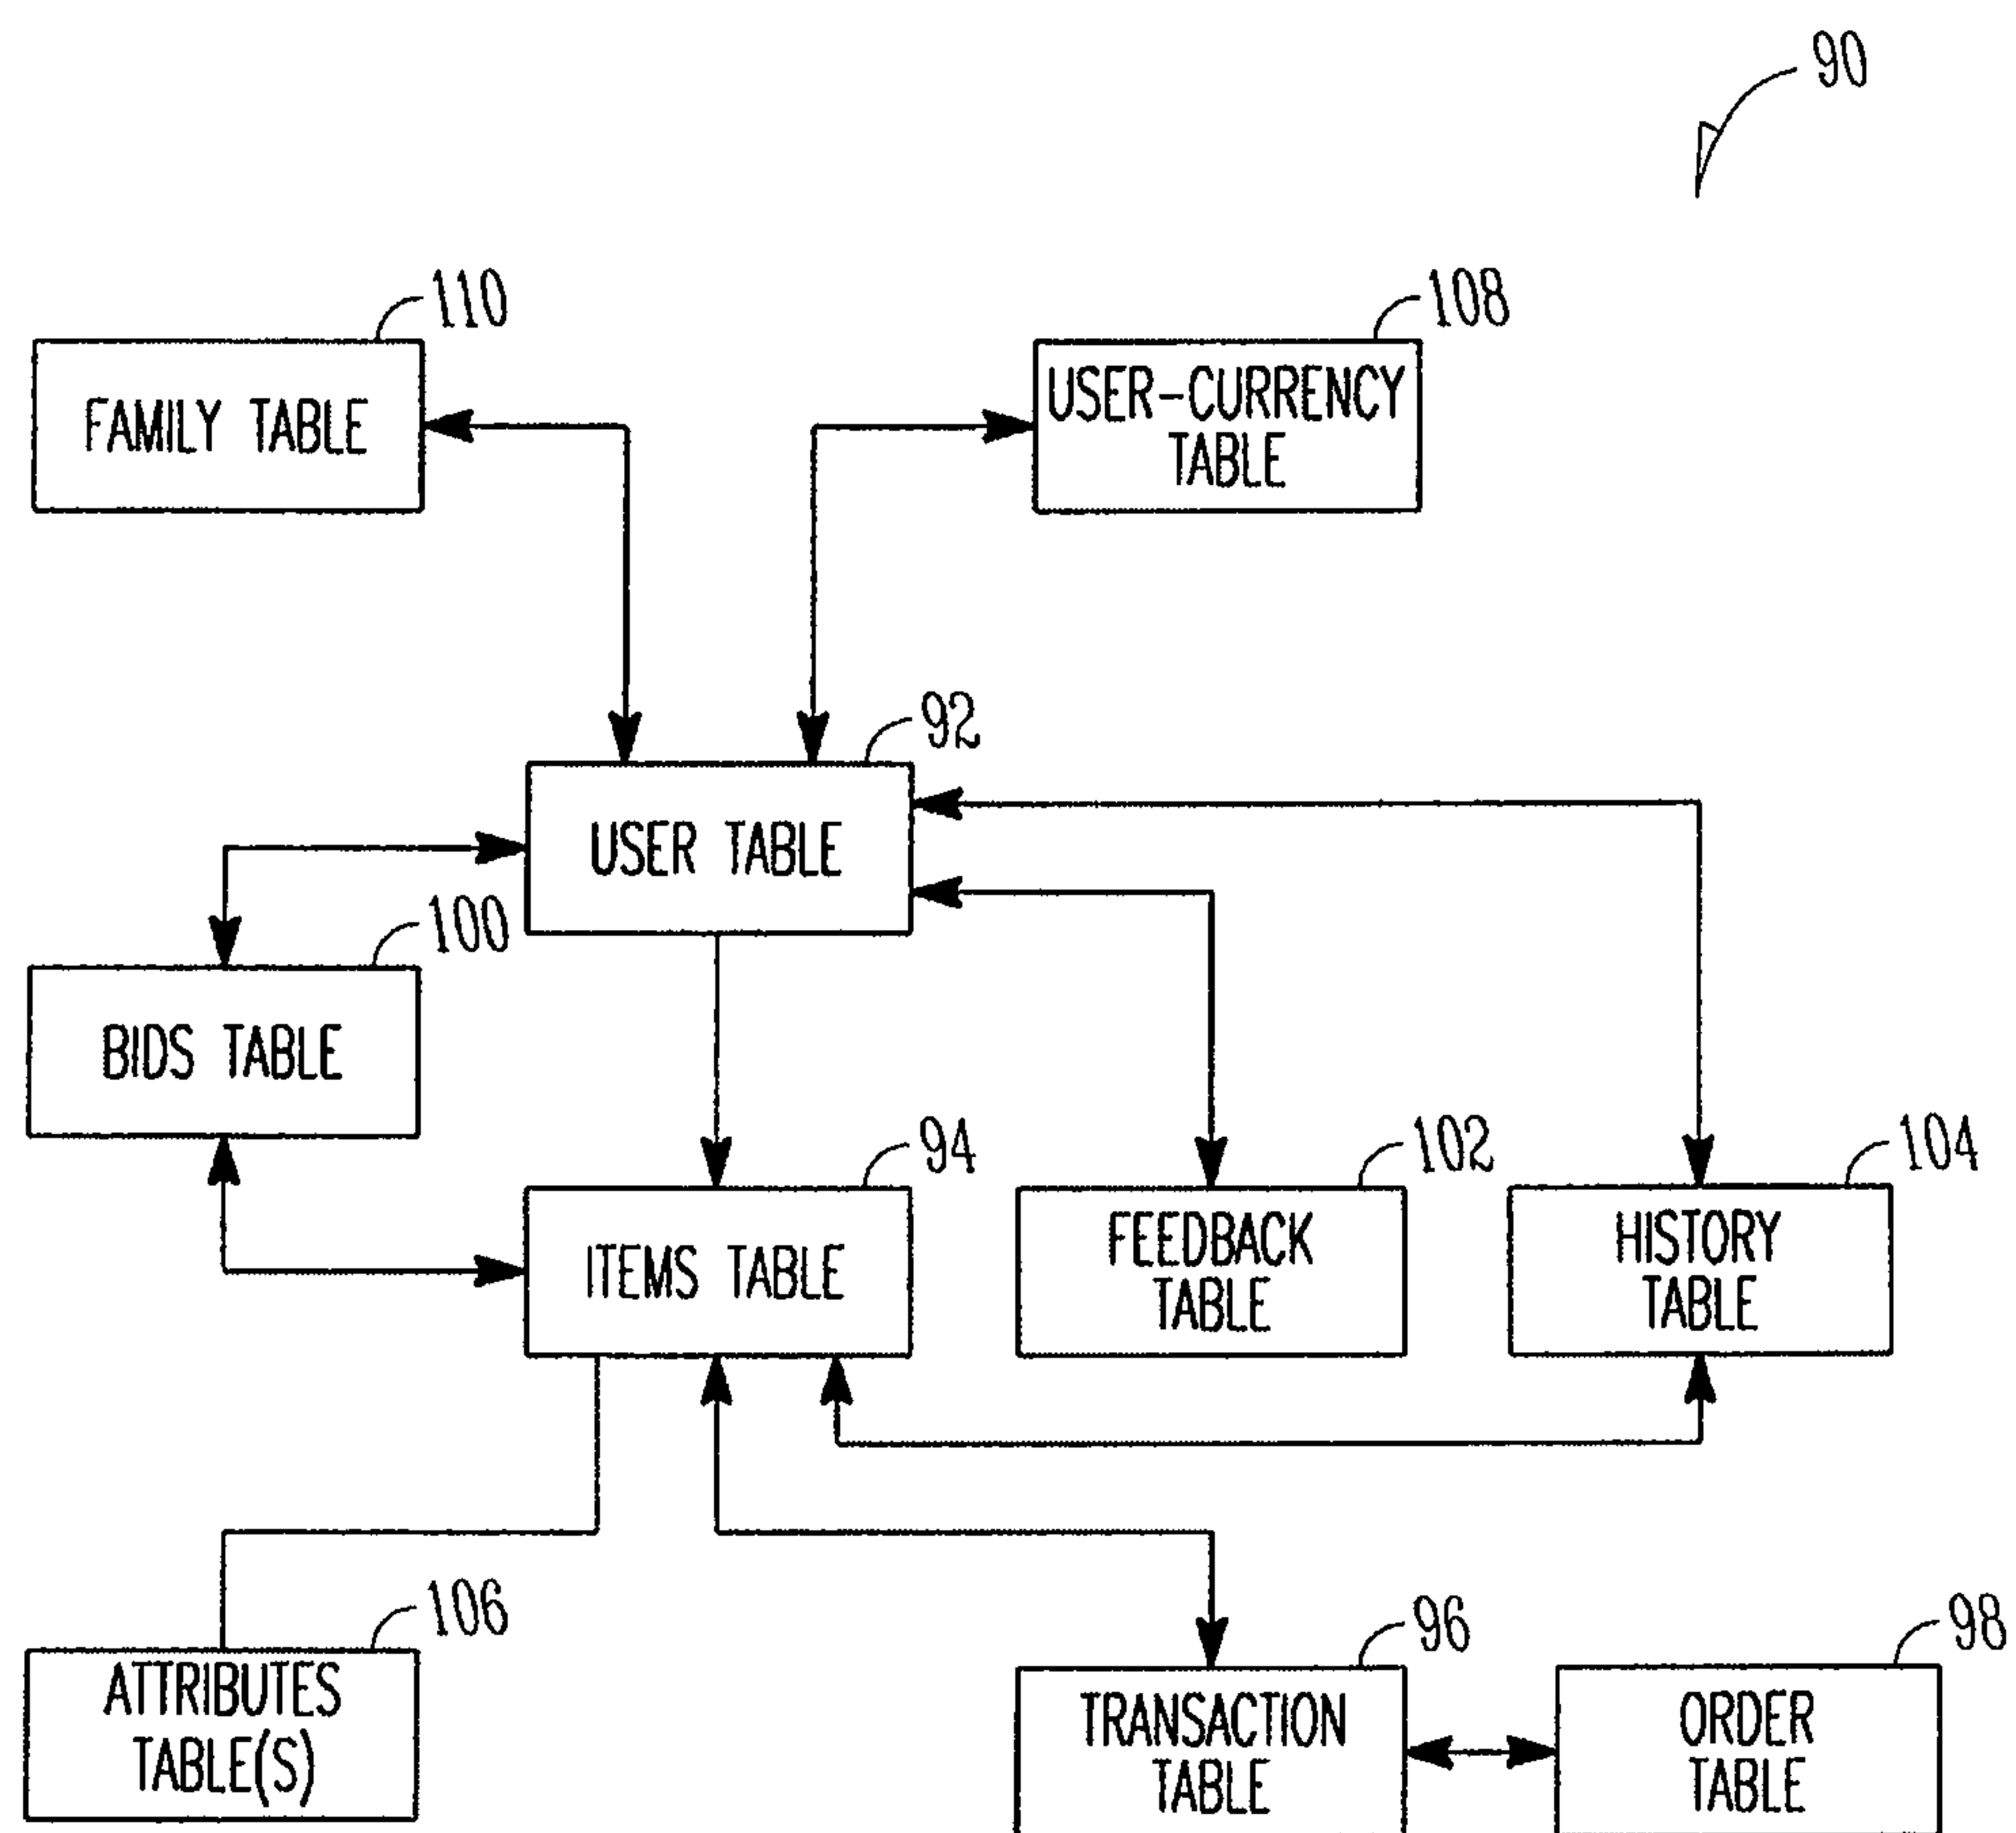 90
110
108
FAMILY TABLE
USER-CURRENCY
TABLE
92
USER TABLE
100
BIDS TABLE
94
102
104
ITEMS TABLE
FEEDBACK
TABLE
HISTORY
TABLE
106
96
98
ATTRIBUTES
TABLE(S)
TRANSACTION
TABLE
ORDER
TABLE